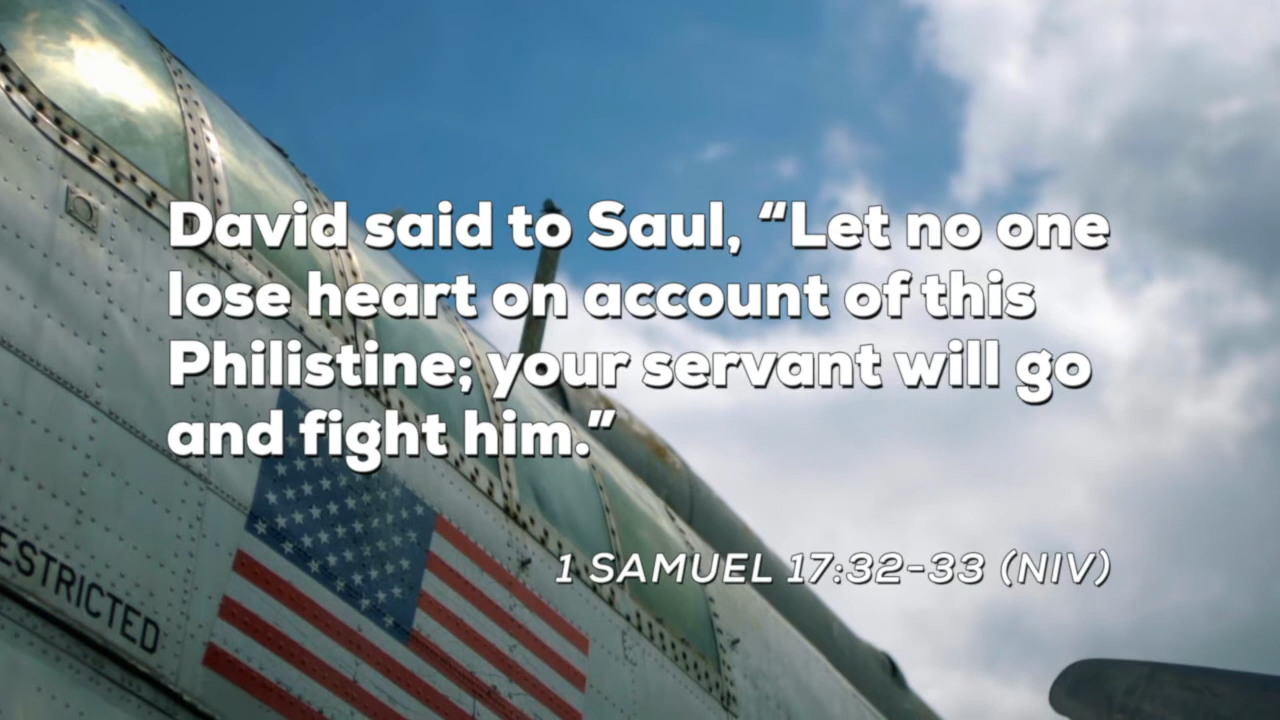 David said to Saul, “Let no one
lose heart on account of this
Philistine; your servant will go
and fight him.”
1 SAMUEL 17:32-33 (NIV)
ESTRICTED